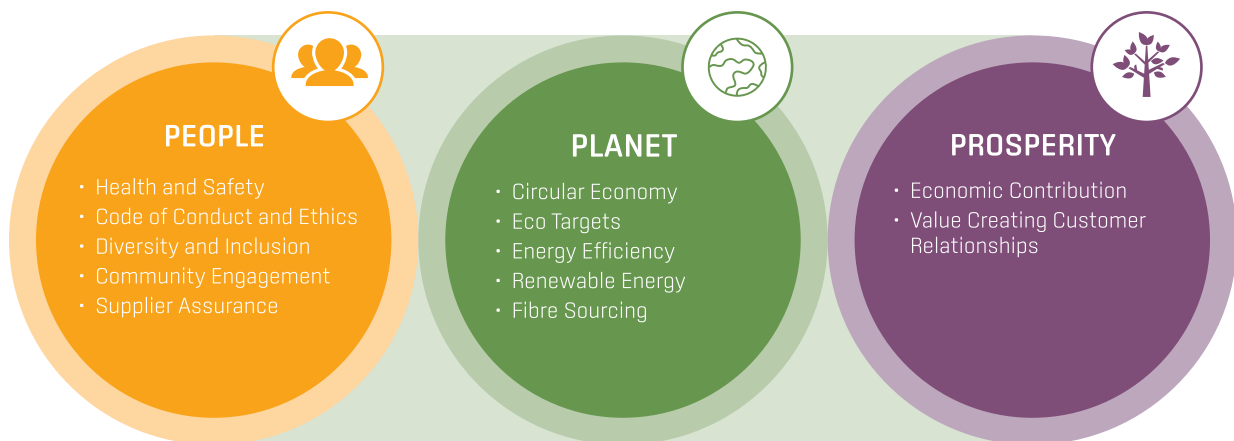 PEOPLE
· Health and Safety
· Code of Conduct and Ethics
· Diversity and Inclusion
· Community Engagement
· Supplier Assurance
PLANET
· Circular Economy
· Eco Targets
· Energy Efficiency
· Renewable Energy
· Fibre Sourcing
PROSPERITY
· Economic Contribution
· Value Creating Customer
Relationships